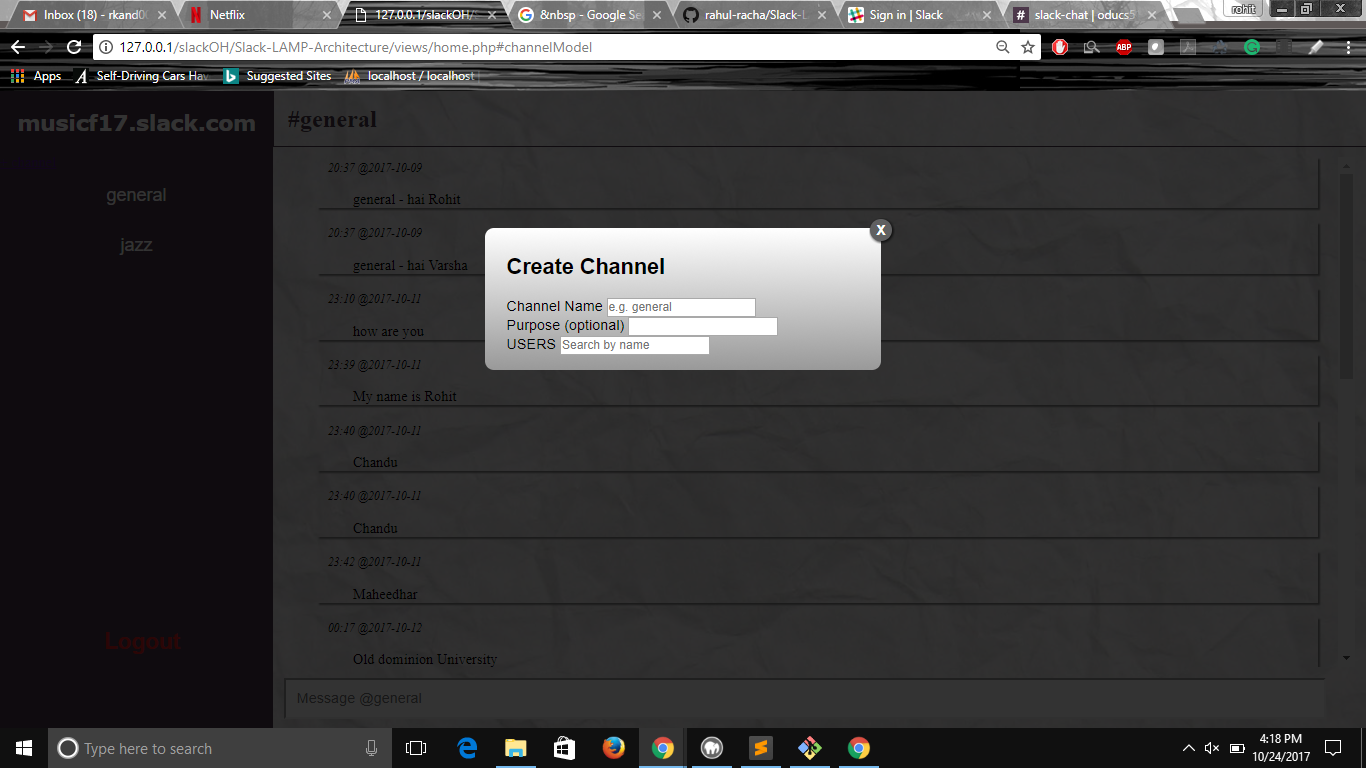 rohit
Inbox (18) - rkand00
Netflix
127.0.0.1/slackOH/
&nbsp - Google Se
rahul-racha/Slack-L
Sign in | Slack
slack-chat | oducs5
127.0.0.1/slackOH/Slack-LAMP-Architecture/views/home.php#channelModel
ABP
Apps
Self-Driving Cars Hav
Suggested Sites
localhost / localhost
musicf17.slack.com
general
jazz
Logout
#general
20:37 @2017-10-09
general - hai Rohit
20:37 @2017-10-09
general - hai Varsha
23:10 @2017-10-11
how are you
23:39 @2017-10-11
My name is Rohit
23:40 @2017-10-11
Chandu
23:40 @2017-10-11
Chandu
23:42 @2017-10-11
Maheedhar
00:17 @2017-10-12
Old dominion University
Message @general
X
Create Channel
Channel Name e.g. general
Purpose (optional)
USERS Search by name
Type here to search
4:18 PM
10/24/2017